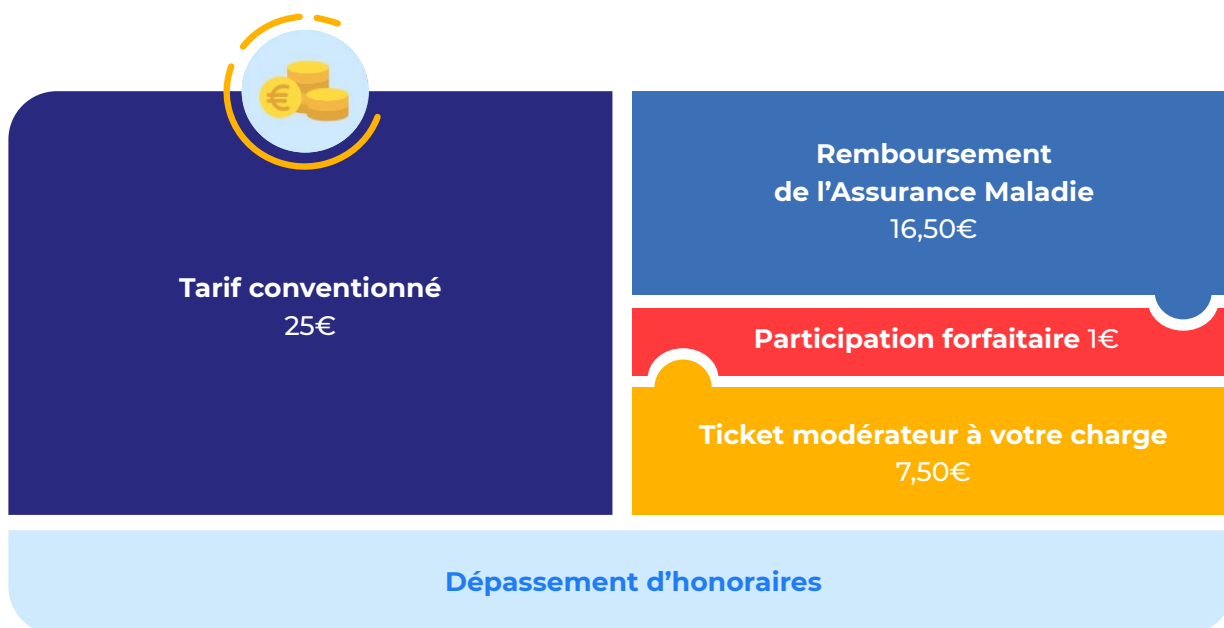 Tarif conventionné
25€
Remboursement
de l’Assurance Maladie
16,50€
Participation forfaitaire 1€
Ticket modérateur à votre charge
7,50€
Dépassement d’honoraires